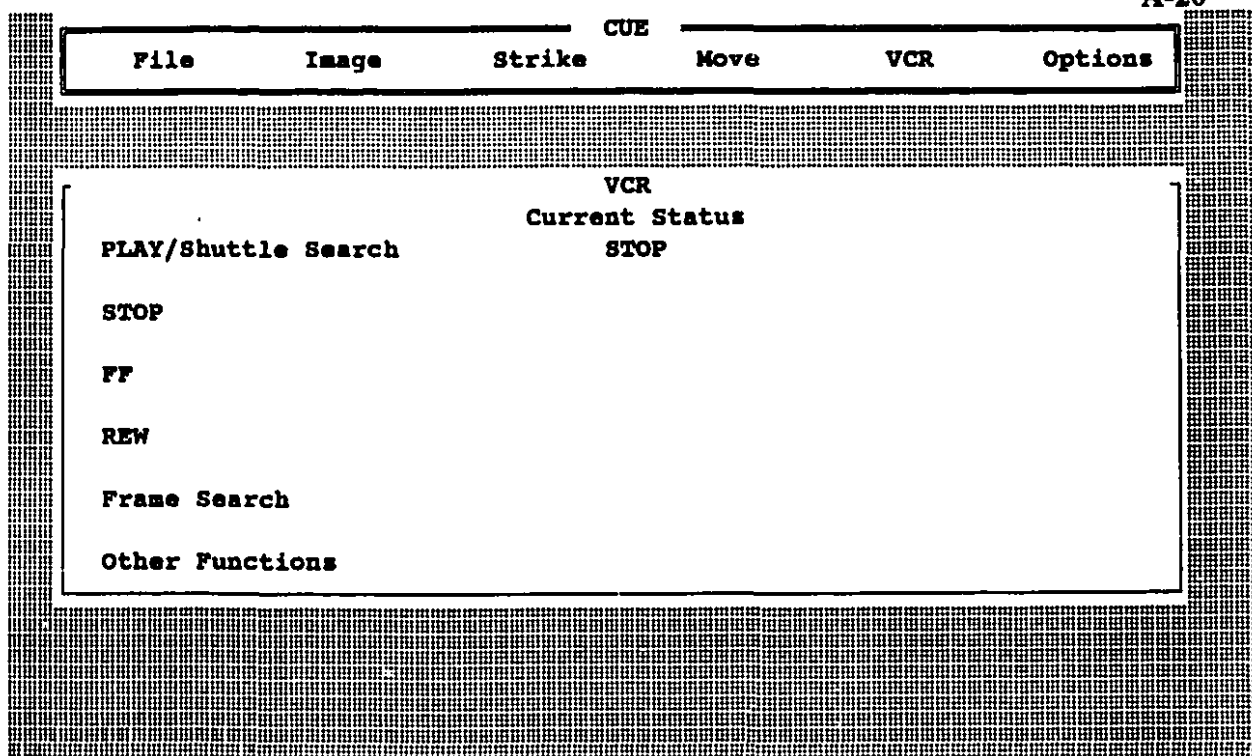 A-20
CUE
File Image Strike Move VCR Options
VCR
Current Status
PLAY/Shuttle Search STOP
STOP
FF
REW
Frame Search
Other Functions